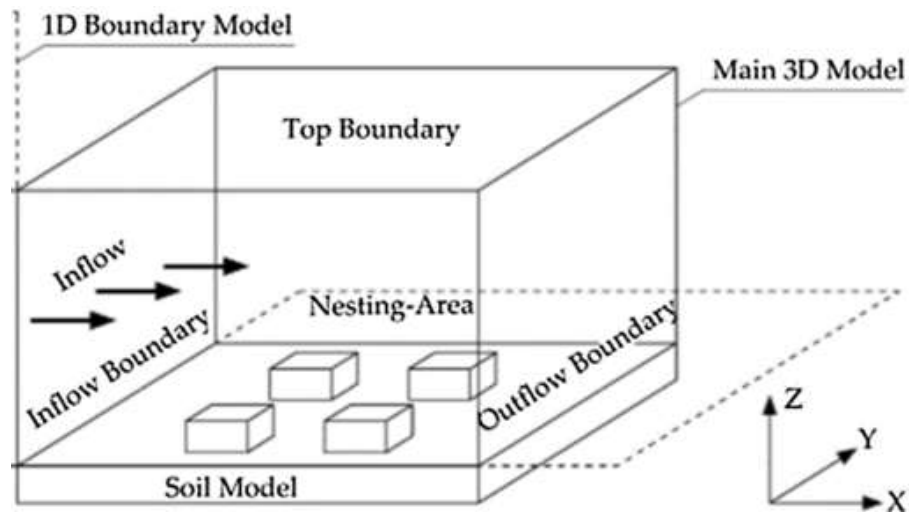 1D Boundary Model
Main 3D Model
Top Boundary
Inflow
Nesting-Area
Inflow Boundary
Outflow Boundary
Z
Y
X
Soil Model